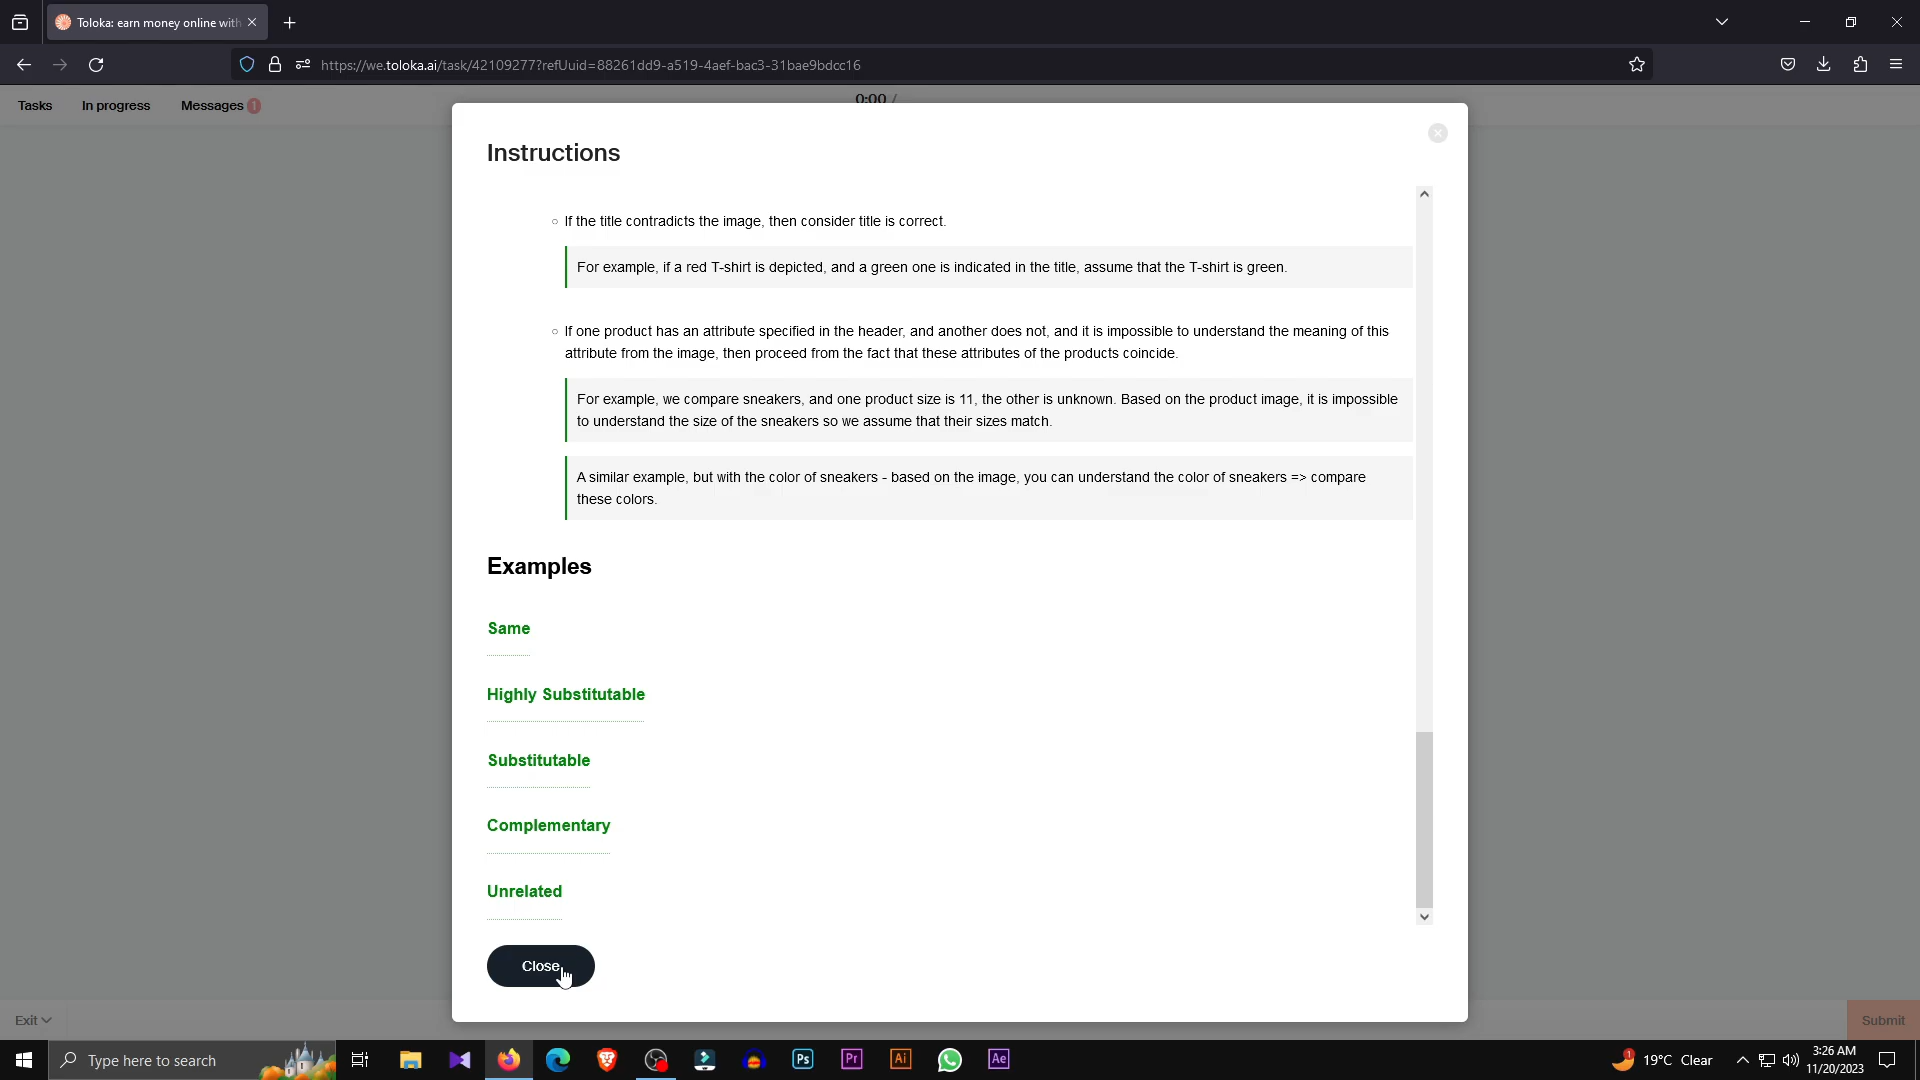 Toloka: earn money online with
https://we.toloka.ai/task/42109277?refUuid=88261dd9-a519-4aef-bac3-31bae9bdcc16
Tasks
In progress
Messages 1
0:00 /
Instructions
If the title contradicts the image, then consider title is correct.
For example, if a red T-shirt is depicted, and a green one is indicated in the title, assume that the T-shirt is green.
If one product has an attribute specified in the header, and another does not, and it is impossible to understand the meaning of this
attribute from the image, then proceed from the fact that these attributes of the products coincide.
For example, we compare sneakers, and one product size is 11, the other is unknown. Based on the product image, it is impossible
to understand the size of the sneakers so we assume that their sizes match.
A similar example, but with the color of sneakers - based on the image, you can understand the color of sneakers => compare
these colors.
Examples
Same
Highly Substitutable
Substitutable
Complementary
Unrelated
Close
Exit
Submit
Type here to search
Ps
Pr
Ai
Ae
1
19°C Clear
3:26 AM
11/20/2023